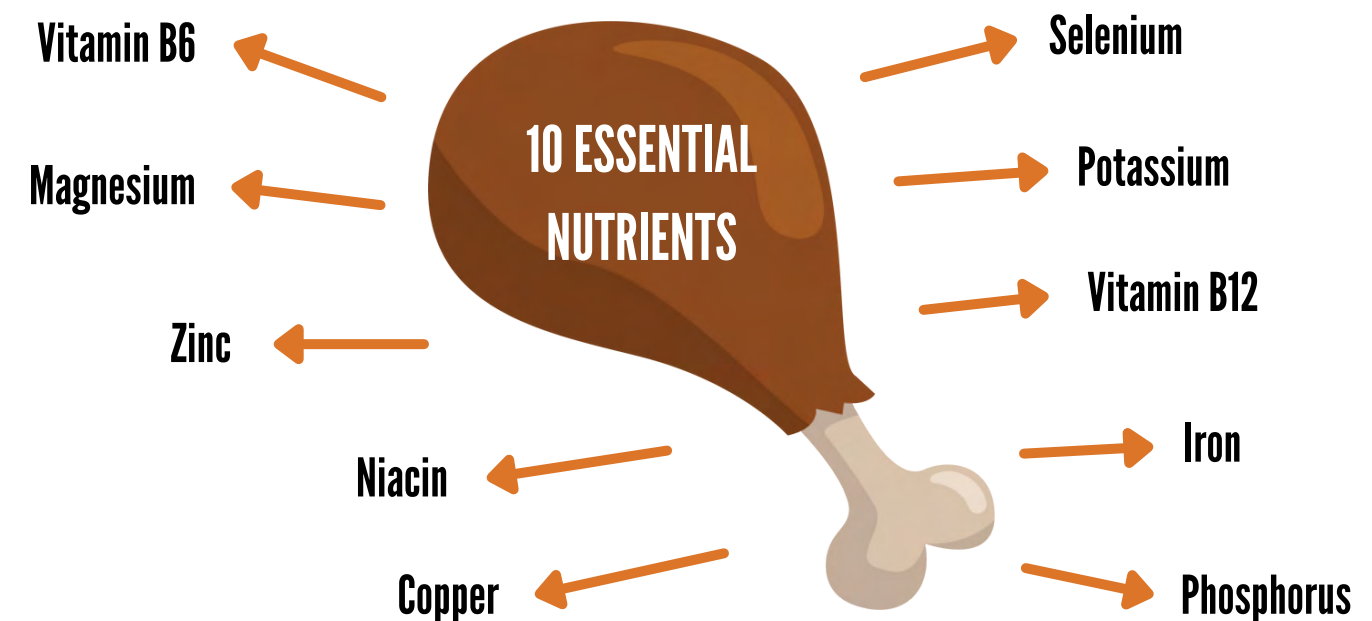 Vitamin B6
Magnesium
Zinc
Niacin
Copper
10 ESSENTIAL
NUTRIENTS
Selenium
Potassium
Vitamin B12
Iron
Phosphorus